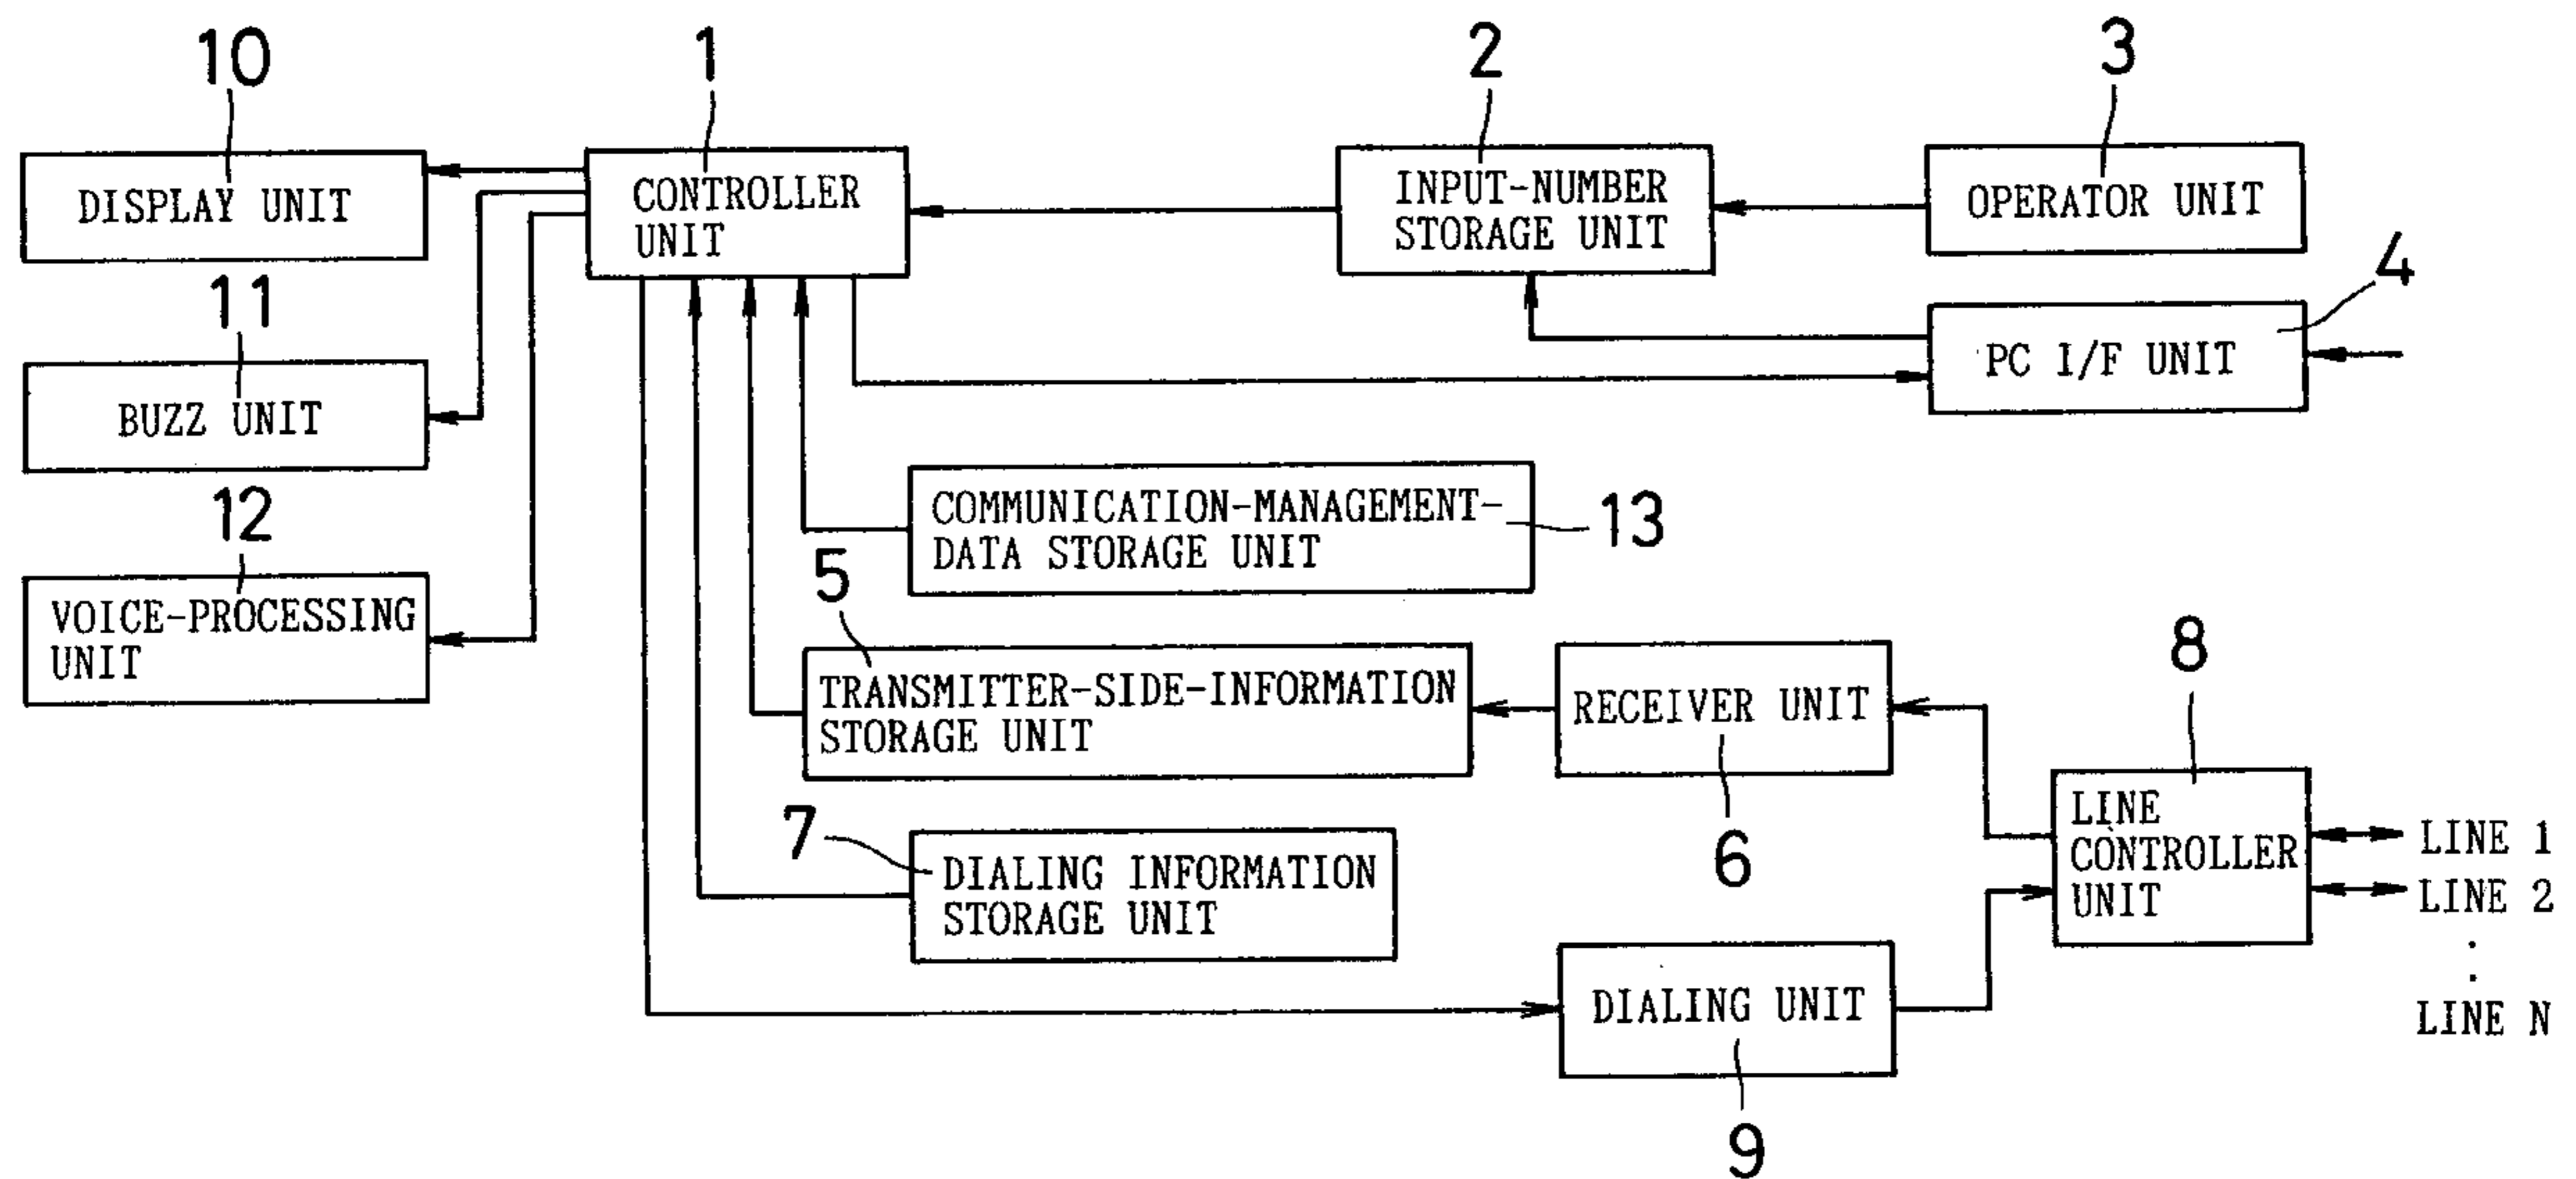 10
1
2
3
DISPLAY UNIT
CONTROLLER
UNIT
INPUT-NUMBER
STORAGE UNIT
OPERATOR UNIT
4
11
PC I/F UNIT
BUZZ UNIT
12
COMMUNICATION-MANAGEMENT-
DATA STORAGE UNIT
13
5
VOICE-PROCESSING
UNIT
8
TRANSMITTER-SIDE-INFORMATION
STORAGE UNIT
RECEIVER UNIT
6
7
DIALING INFORMATION
STORAGE UNIT
LINE
CONTROLLER
UNIT
LINE 1
LINE 2
.
.
LINE N
DIALING UNIT
9